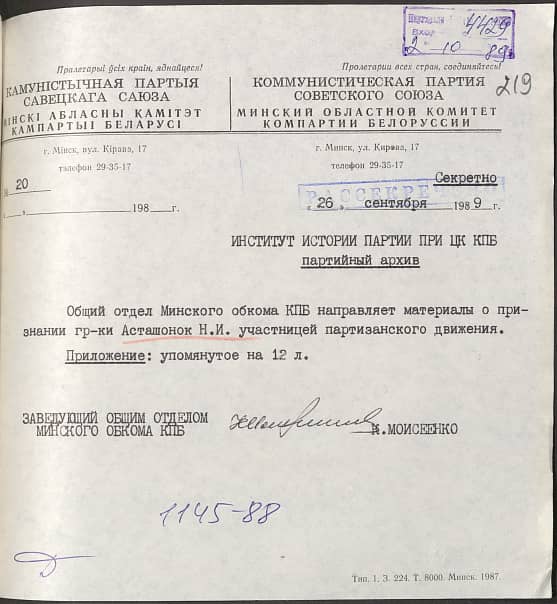 4429
2 10 89
219
Пралетарыі ўсіх краін, яднайцеся!
КАМУНІСТЫЧНАЯ ПАРТЫЯ
САВЕЦКАГА САЮЗА
МІНСКІ АБЛАСНЫ КАМІТЭТ
КАМПАРТЫІ БЕЛАРУСІ
г. Мінск, вул. Кірава, 17
тэлефон 29-35-17
№ 20
198 г.
Пролетарии всех стран, соединяйтесь!
КОММУНИСТИЧЕСКАЯ ПАРТИЯ
СОВЕТСКОГО СОЮЗА
МИНСКИЙ ОБЛАСТНОЙ КОМИТЕТ
КОМПАРТИИ БЕЛОРУССИИ
г. Минск, ул. Кирова, 17
телефон 29-35-17
Секретно
РАССЕКРЕЧЕНО
„26„ сентября 1989 г.
ИНСТИТУТ ИСТОРИИ ПАРТИИ ПРИ ЦК КПБ
партийный архив
Общий отдел Минского обкома КПБ направляет материалы о при-
знании гр-ки Асташонок Н.И. участницей партизанского движения.
Приложение: упомянутое на 12 л.
ЗАВЕДУЮЩИЙ ОБЩИМ ОТДЕЛОМ
МИНСКОГО ОБКОМА КПБ
И.МОИСЕЕНКО
1145-88
Тип. 1. З. 224. Т. 8000. Минск. 1987.